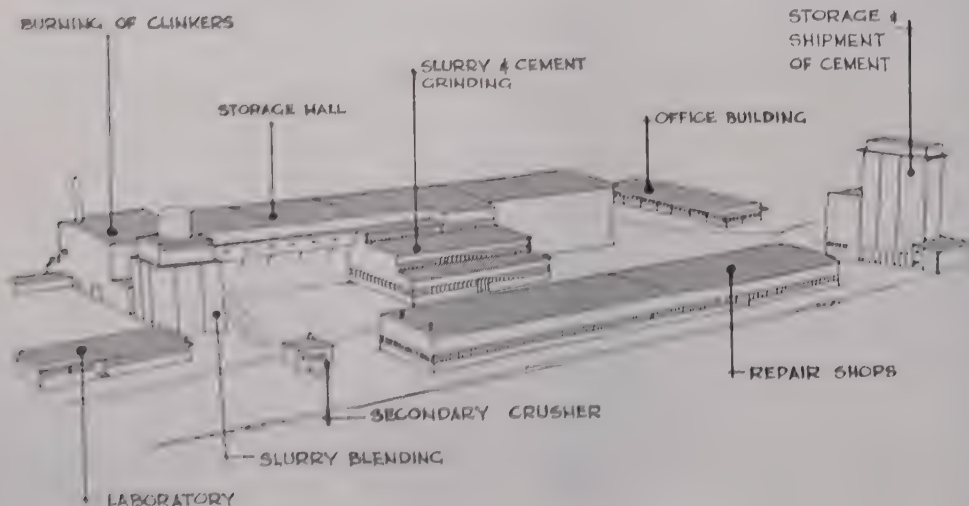 BURNING OF CLINKERS
STORAGE HALL
SLURRY & CEMENT
GRINDING
OFFICE BUILDING
STORAGE &
SHIPMENT
OF CEMENT
REPAIR SHOPS
SECONDARY CRUSHER
SLURRY BLENDING
LABORATORY